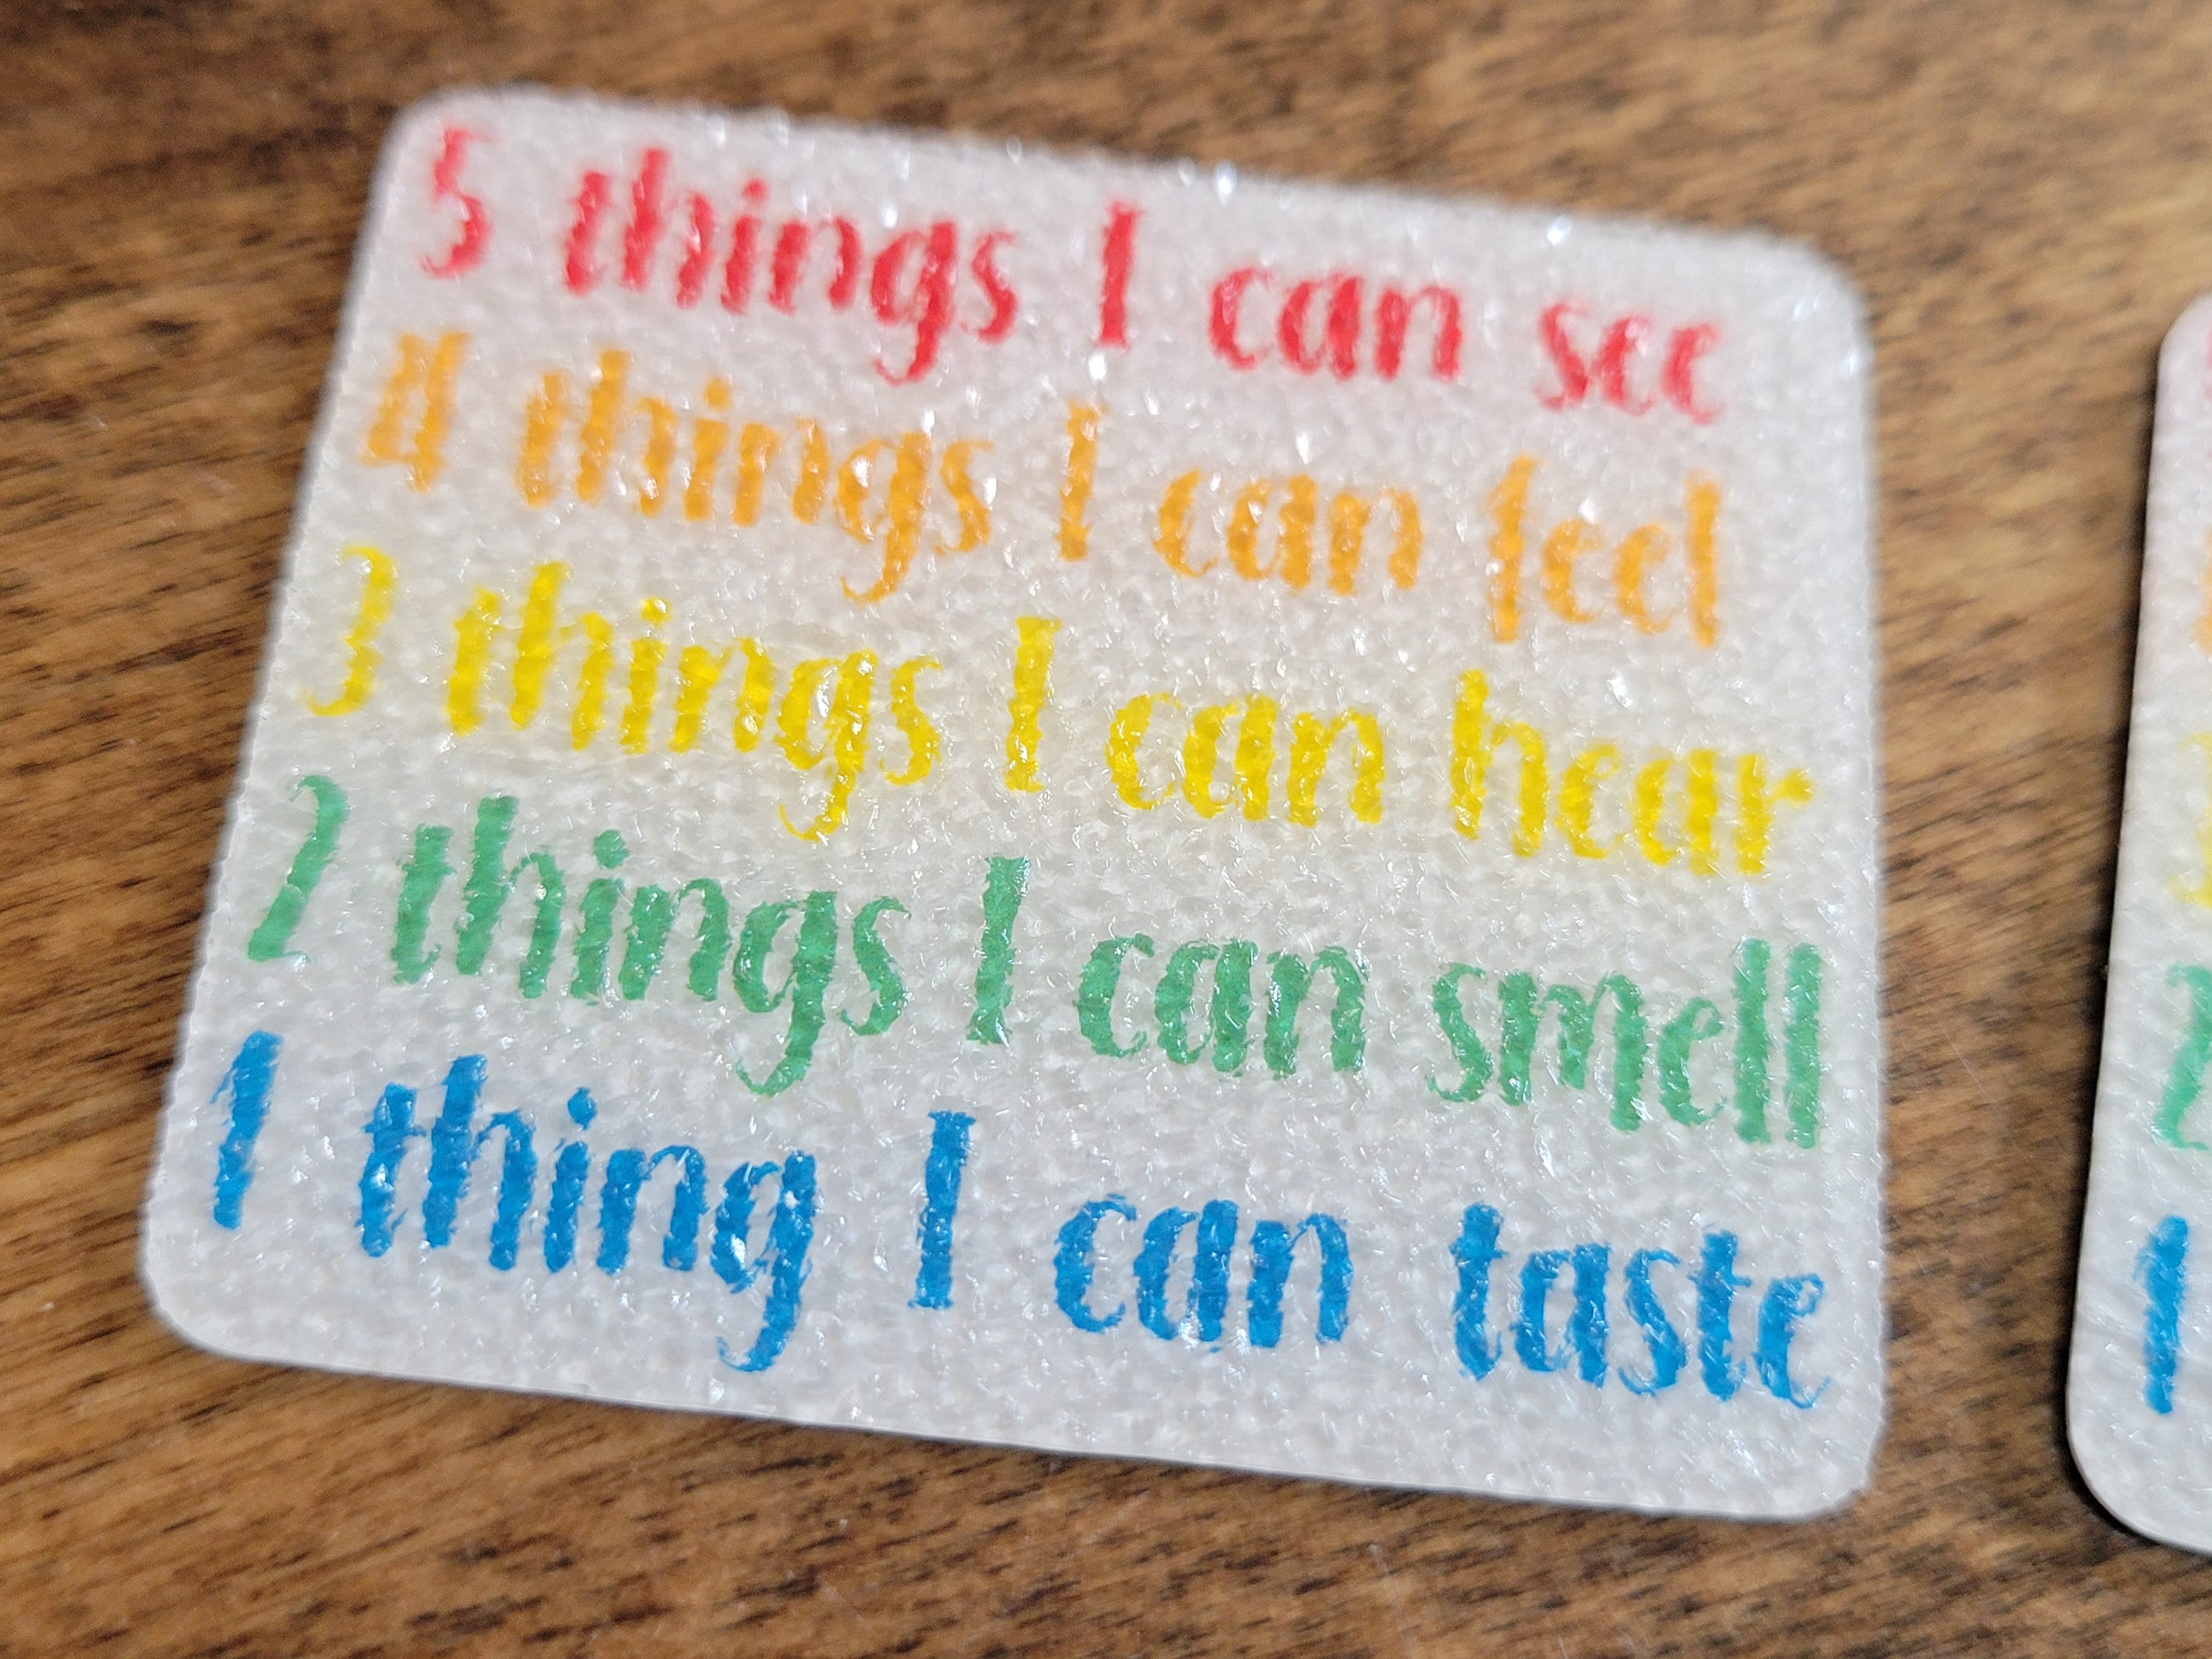 5 things I can see
4 things I can feel
3 things I can hear
2 things I can smell
1 thing I can taste